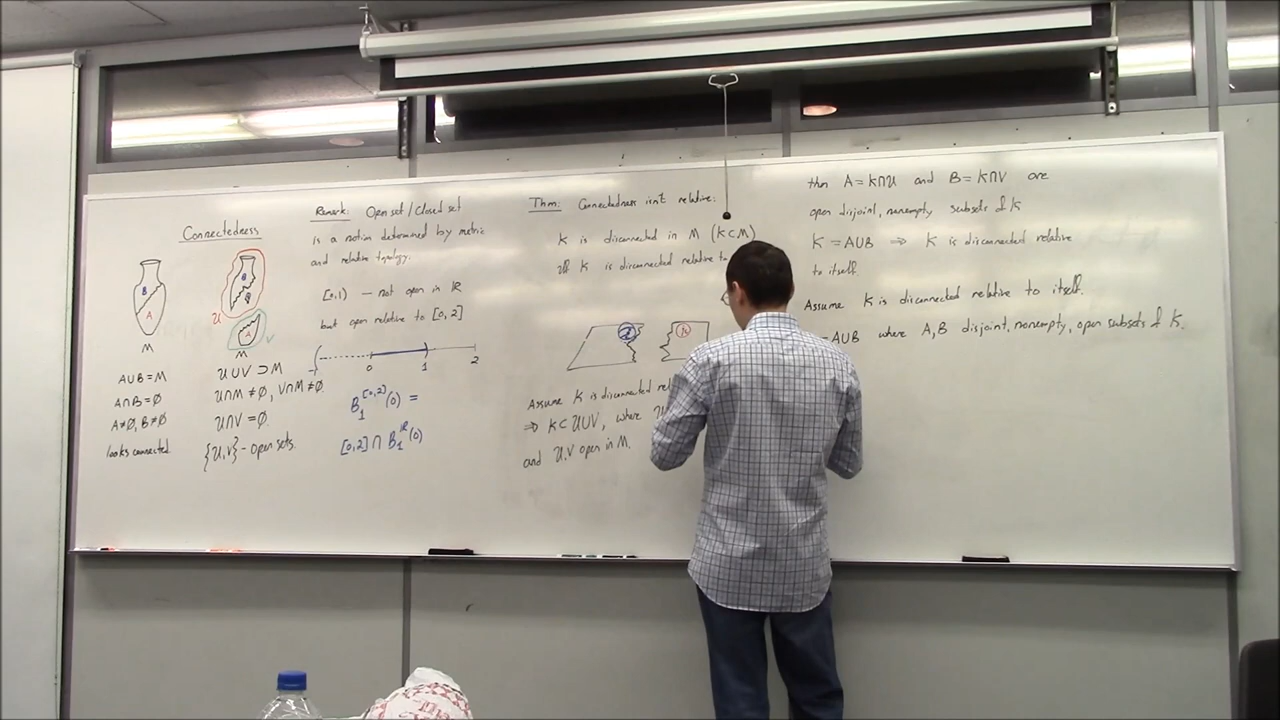 Connectedness
B
A
M
A∪B = M
A∩B = ∅
A ≠ ∅, B ≠ ∅
looks connected.
B
U
A
V
M
U∪V ⊃ M
U∩M ≠ ∅, V∩M ≠ ∅
U∩V = ∅.
{U,V} - open sets.
Remark: Open set/Closed set
is a notion determined by metric
and relative topology.
[0,1) — not open in ℝ
but open relative to [0,2]
-1 0 1 2
B₁^[0,2](0) =
[0,2] ∩ B₁^ℝ(0)
Thm: Connectedness isn't relative:
K is disconnected in M (K⊂M)
iff K is disconnected relative to
Assume K is disconnected
⇒ K⊂U∪V, where U
and U,V open in M.
then A = K∩U and B = K∩V are
open disjoint, nonempty subsets of K
K = A∪B ⇒ K is disconnected relative
to itself.
Assume K is disconnected relative to itself.
= A∪B where A,B disjoint, nonempty, open subsets of K.